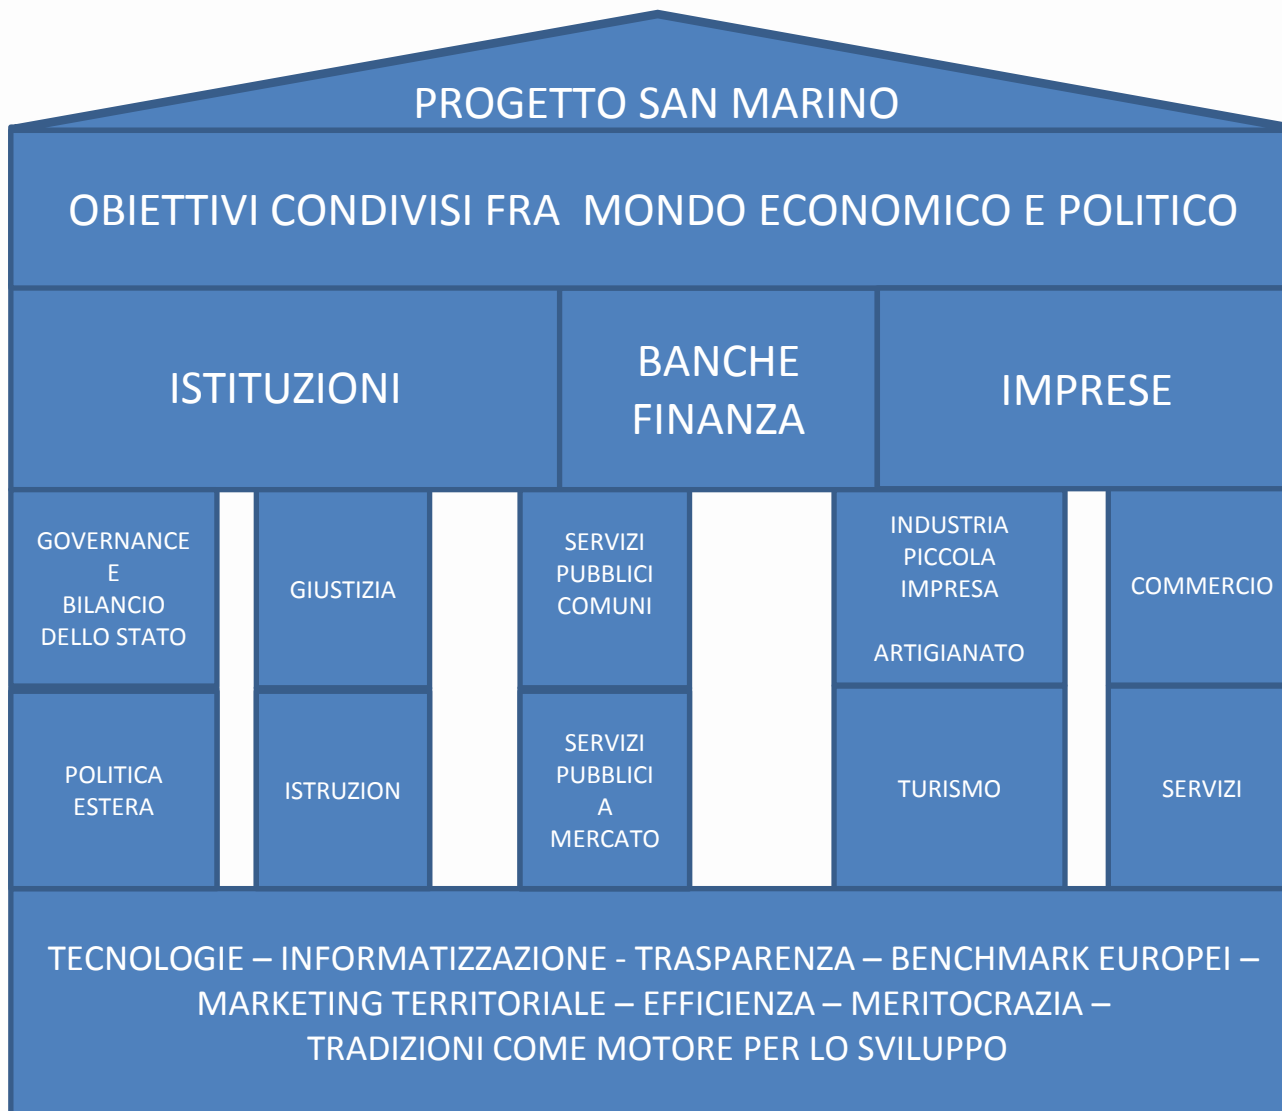 PROGETTO SAN MARINO
OBIETTIVI CONDIVISI FRA  MONDO ECONOMICO E POLITICO
ISTITUZIONI
BANCHE
FINANZA
IMPRESE
GOVERNANCE
E
BILANCIO
DELLO STATO
GIUSTIZIA
SERVIZI
PUBBLICI
COMUNI
INDUSTRIA
PICCOLA
IMPRESA
ARTIGIANATO
COMMERCIO
POLITICA
ESTERA
ISTRUZION
SERVIZI
PUBBLICI
A
MERCATO
TURISMO
SERVIZI
TECNOLOGIE – INFORMATIZZAZIONE - TRASPARENZA – BENCHMARK EUROPEI –
MARKETING TERRITORIALE – EFFICIENZA – MERITOCRAZIA –
TRADIZIONI COME MOTORE PER LO SVILUPPO